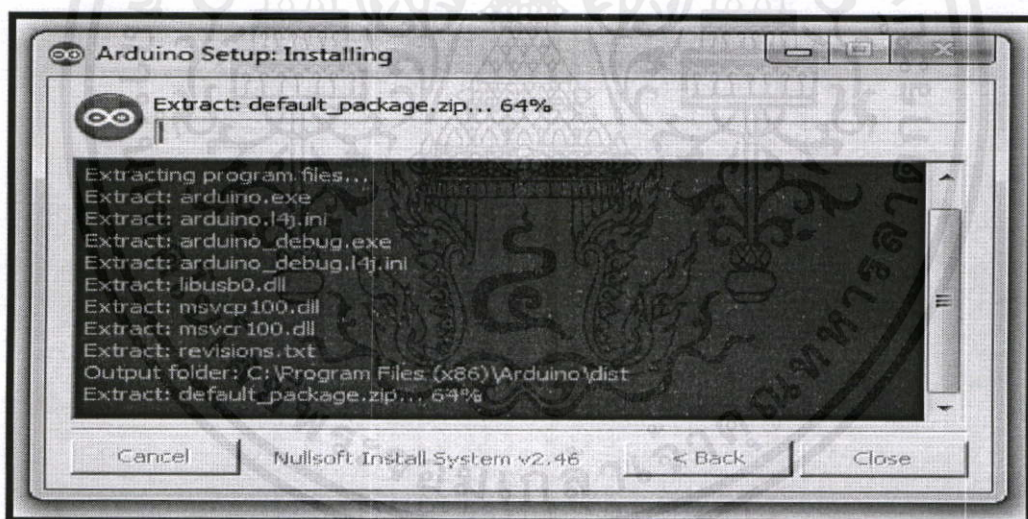 Arduino Setup: Installing
Extract: default_package.zip... 64%
Extracting program files...
Extract: arduino.exe
Extract: arduino.l4j.ini
Extract: arduino_debug.exe
Extract: arduino_debug.l4j.ini
Extract: libusb0.dll
Extract: msvcp100.dll
Extract: msvcr100.dll
Extract: revisions.txt
Output folder: C:\Program Files (x86)\Arduino\dist
Extract: default_package.zip... 64%
Cancel
Nullsoft Install System v2.46
< Back
Close